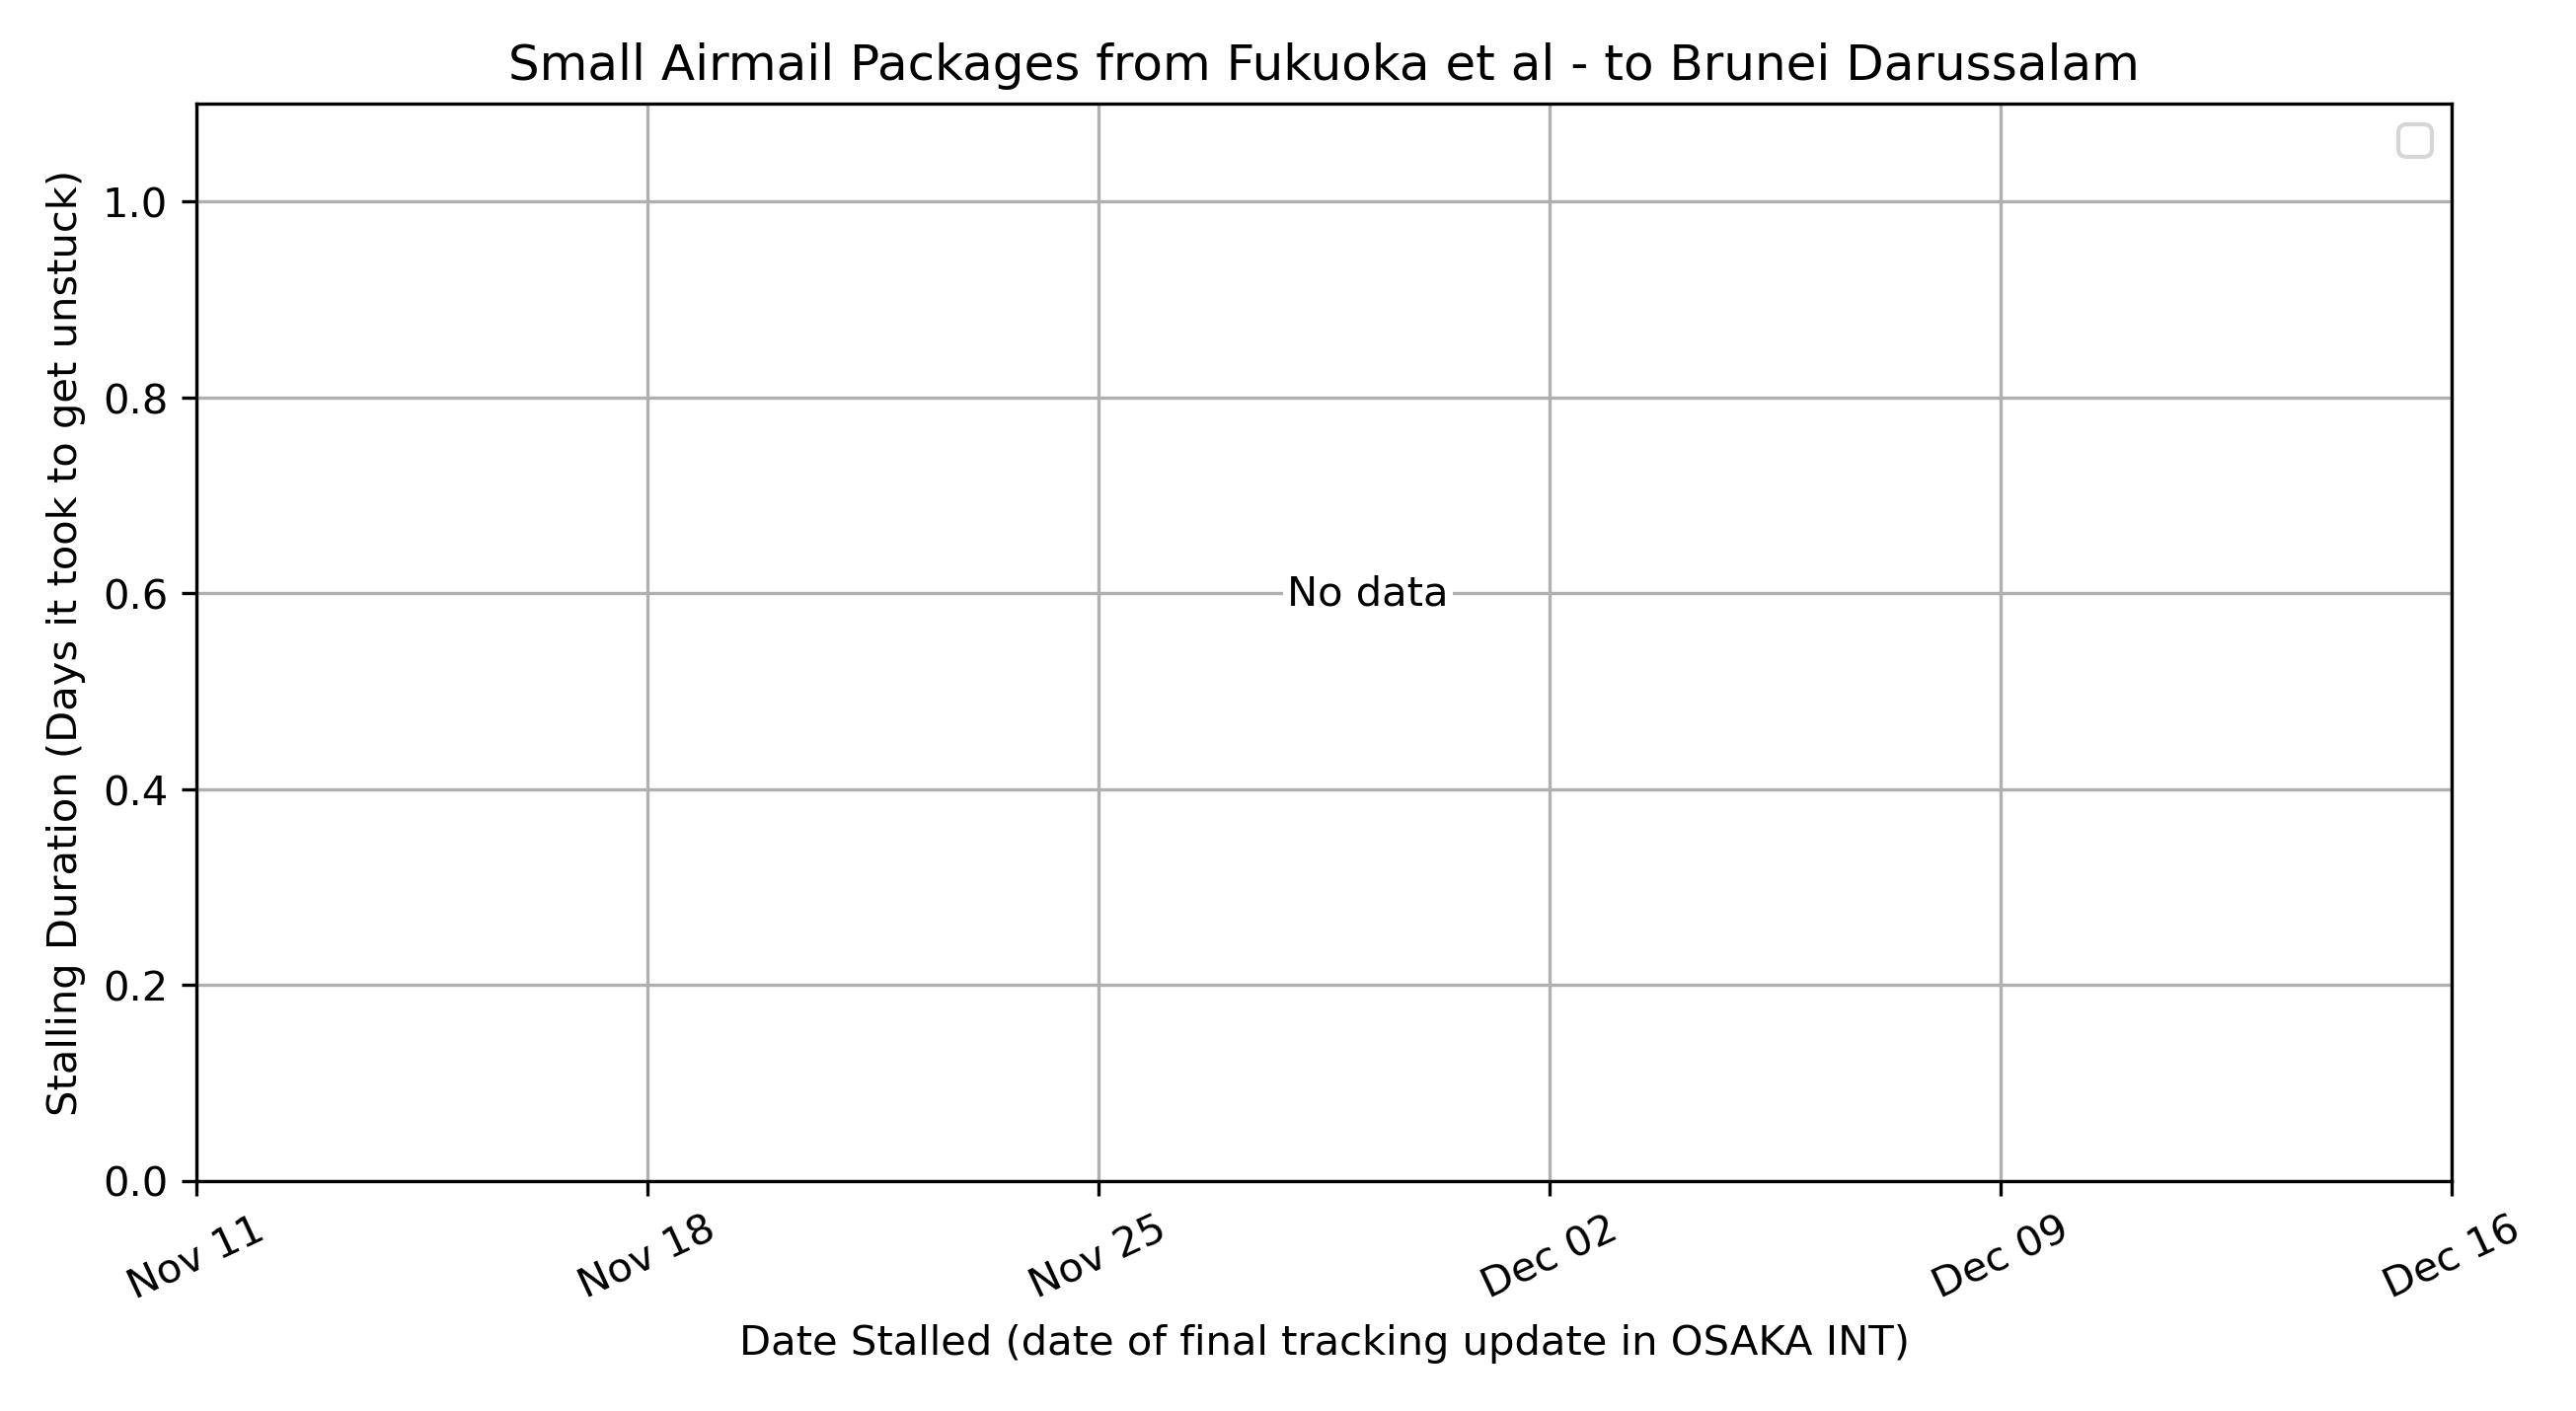 Small Airmail Packages from Fukuoka et al - to Brunei Darussalam
Stalling Duration (Days it took to get unstuck)
1.0
0.8
0.6
0.4
0.2
0.0
No data
Nov 11
Nov 18
Nov 25
Dec 02
Dec 09
Dec 16
Date Stalled (date of final tracking update in OSAKA INT)